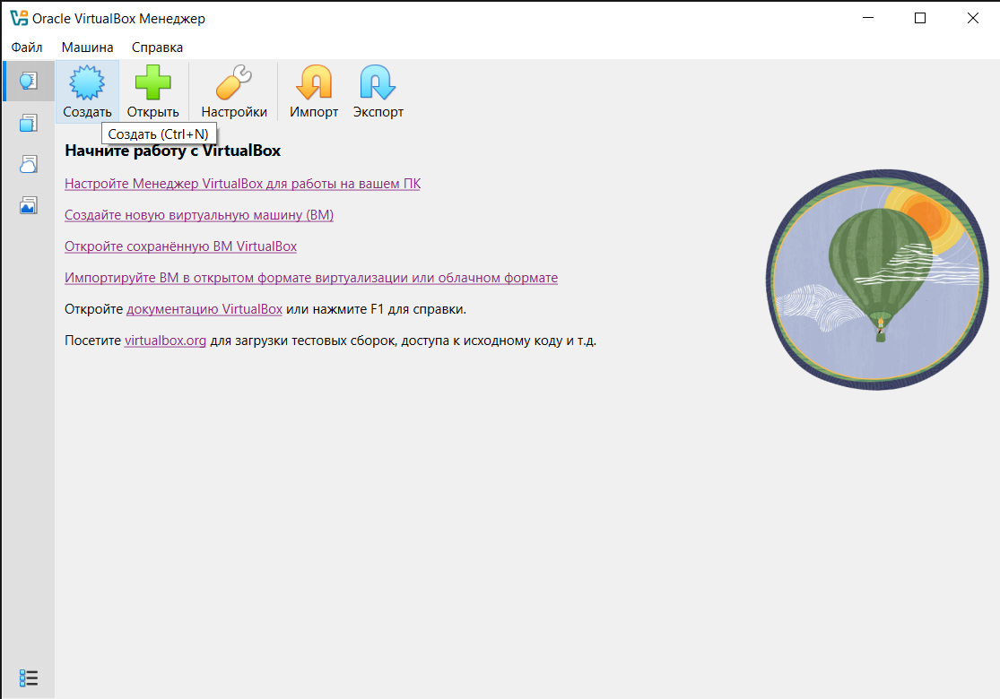 Oracle VirtualBox Менеджер
Файл Машина Справка
Создать Открыть Настройки Импорт Экспорт
Создать (Ctrl+N)
Начните работу с VirtualBox
Настройте Менеджер VirtualBox для работы на вашем ПК
Создайте новую виртуальную машину (ВМ)
Откройте сохранённую ВМ VirtualBox
Импортируйте ВМ в открытом формате виртуализации или облачном формате
Откройте документацию VirtualBox или нажмите F1 для справки.
Посетите virtualbox.org для загрузки тестовых сборок, доступа к исходному коду и т.д.